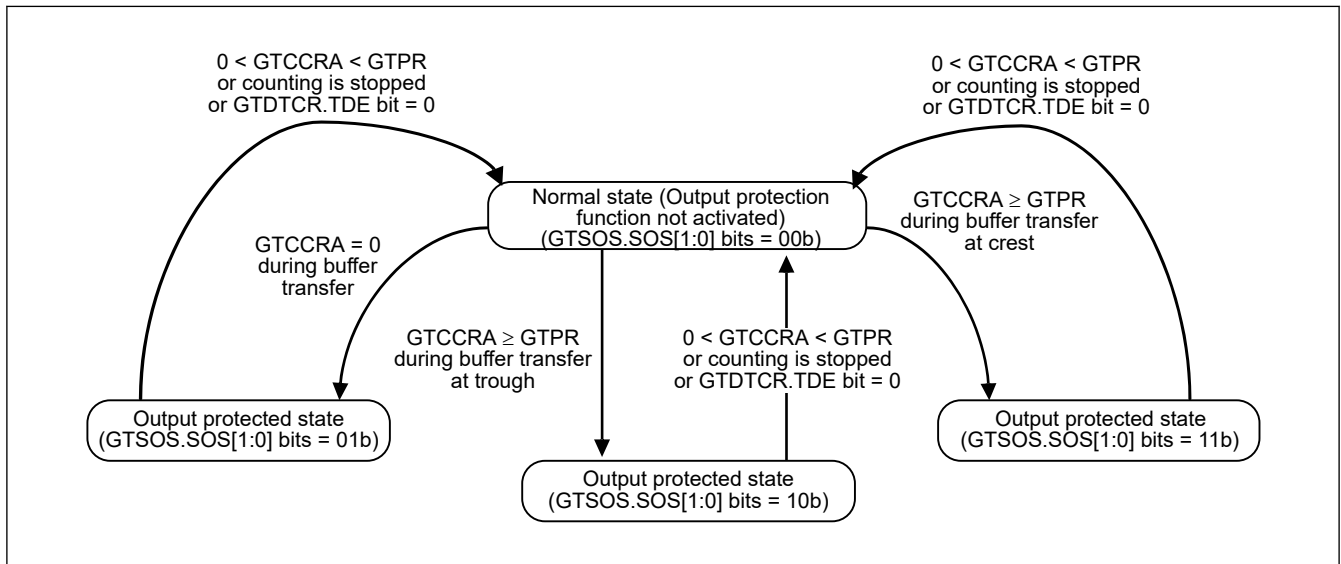 0 < GTCCRA < GTPR
or counting is stopped
or GTDTCR.TDE bit = 0
0 < GTCCRA < GTPR
or counting is stopped
or GTDTCR.TDE bit = 0
Normal state (Output protection
function not activated)
(GTSOS.SOS[1:0] bits = 00b)
GTCCRA ≥ GTPR
during buffer transfer
at crest
GTCCRA = 0
during buffer
transfer
GTCCRA ≥ GTPR
during buffer transfer
at trough
0 < GTCCRA < GTPR
or counting is stopped
or GTDTCR.TDE bit = 0
Output protected state
(GTSOS.SOS[1:0] bits = 01b)
Output protected state
(GTSOS.SOS[1:0] bits = 10b)
Output protected state
(GTSOS.SOS[1:0] bits = 11b)